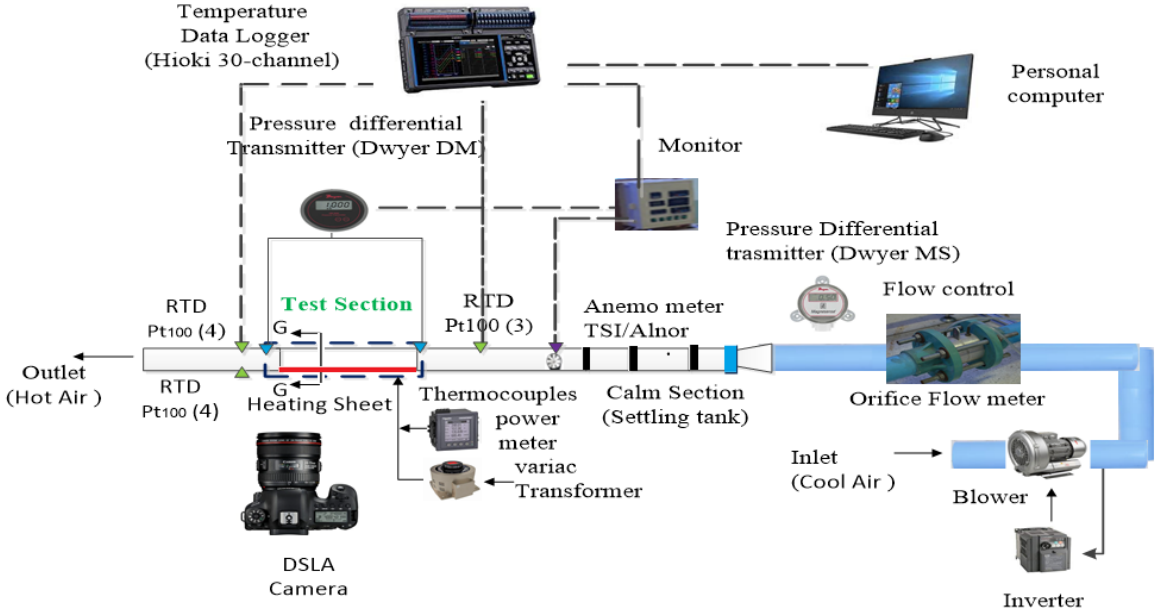 Temperature
Data Logger
(Hioki 30-channel)
Personal
computer
Pressure differential
Transmitter (Dwyer DM)
Monitor
1,000
Pressure Differential
trasmitter (Dwyer MS)
Flow control
Test Section
RTD
Pt100 (4)
G
RTD
Pt100 (3)
Anemo meter
TSI/Alnor
Outlet
(Hot Air )
RTD
Pt100 (4)
G
Heating Sheet
Thermocouples
power
meter
variac
Transformer
Calm Section
(Settling tank)
Orifice Flow meter
Inlet
(Cool Air )
Blower
DSLA
Camera
Inverter